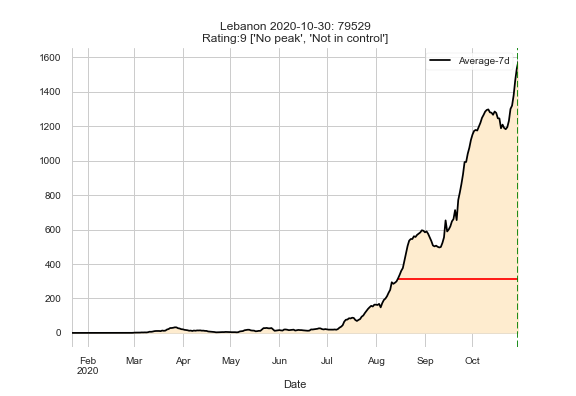 Lebanon 2020-10-30: 79529
Rating:9 ['No peak', 'Not in control']
Average-7d
1600
1400
1200
1000
800
600
400
200
0
Feb Mar Apr May Jun Jul Aug Sep Oct
2020
Date